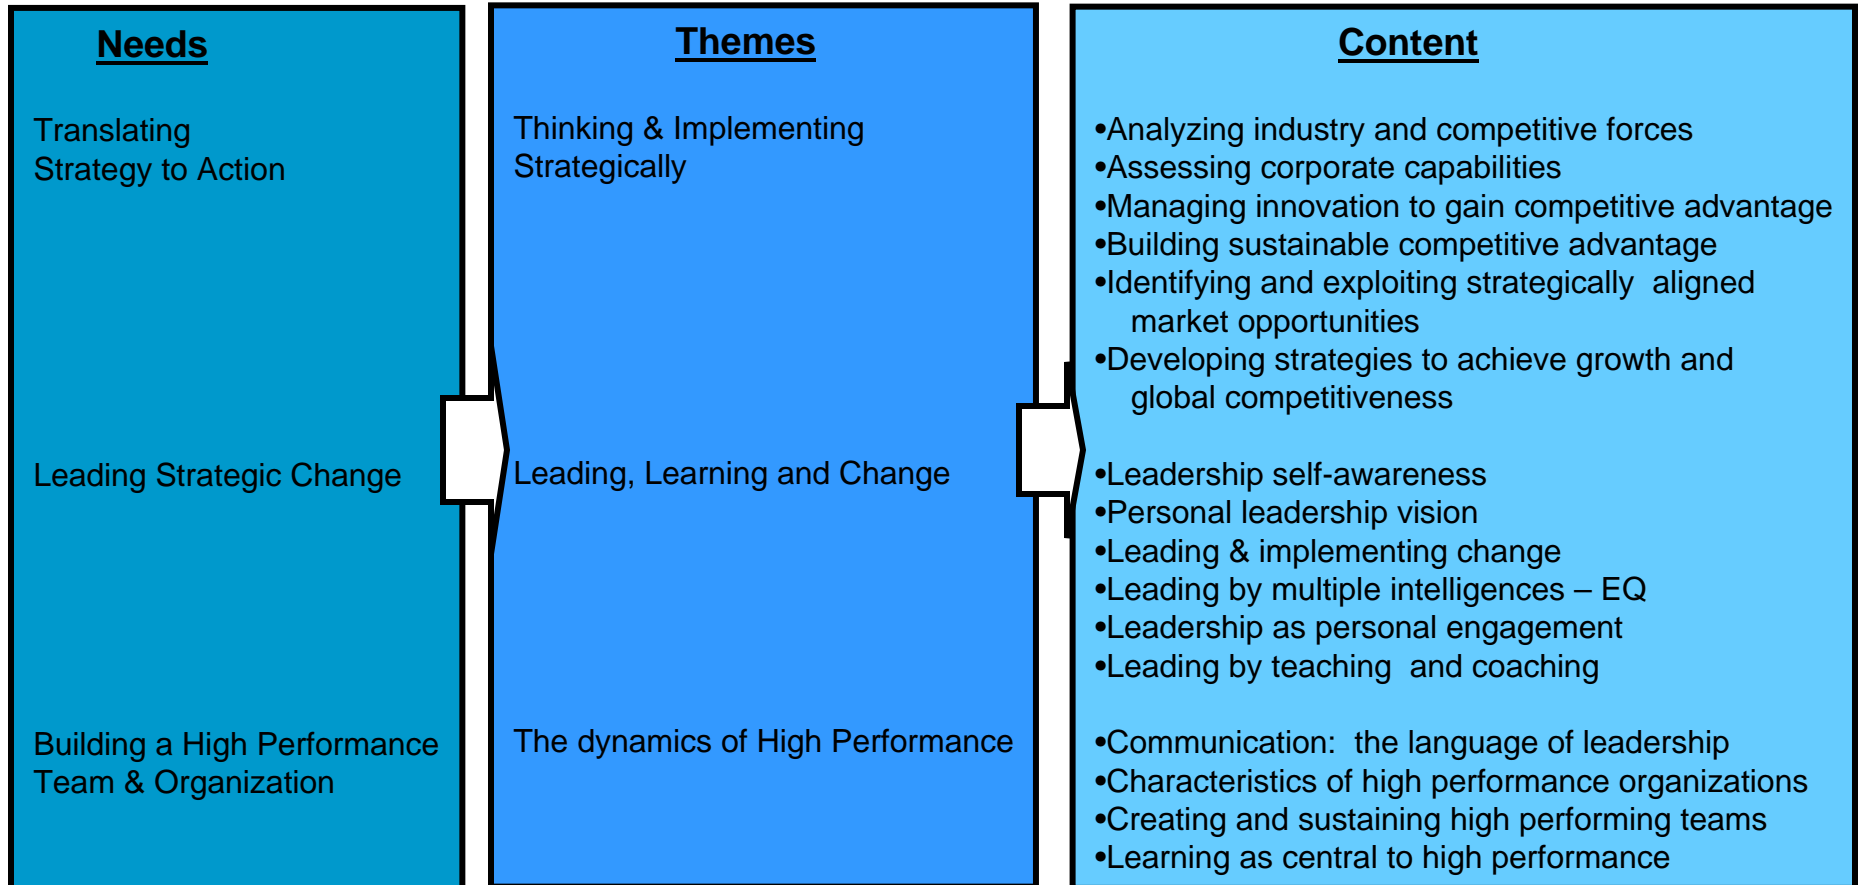 Needs
Translating
Strategy to Action
Leading Strategic Change
Building a High Performance
Team & Organization
Themes
Thinking & Implementing
Strategically
Leading, Learning and Change
The dynamics of High Performance
Content
•Analyzing industry and competitive forces
•Assessing corporate capabilities
•Managing innovation to gain competitive advantage
•Building sustainable competitive advantage
•Identifying and exploiting strategically  aligned
market opportunities
•Developing strategies to achieve growth and
global competitiveness
•Leadership self-awareness
•Personal leadership vision
•Leading & implementing change
•Leading by multiple intelligences – EQ
•Leadership as personal engagement
•Leading by teaching  and coaching
•Communication:  the language of leadership
•Characteristics of high performance organizations
•Creating and sustaining high performing teams
•Learning as central to high performance